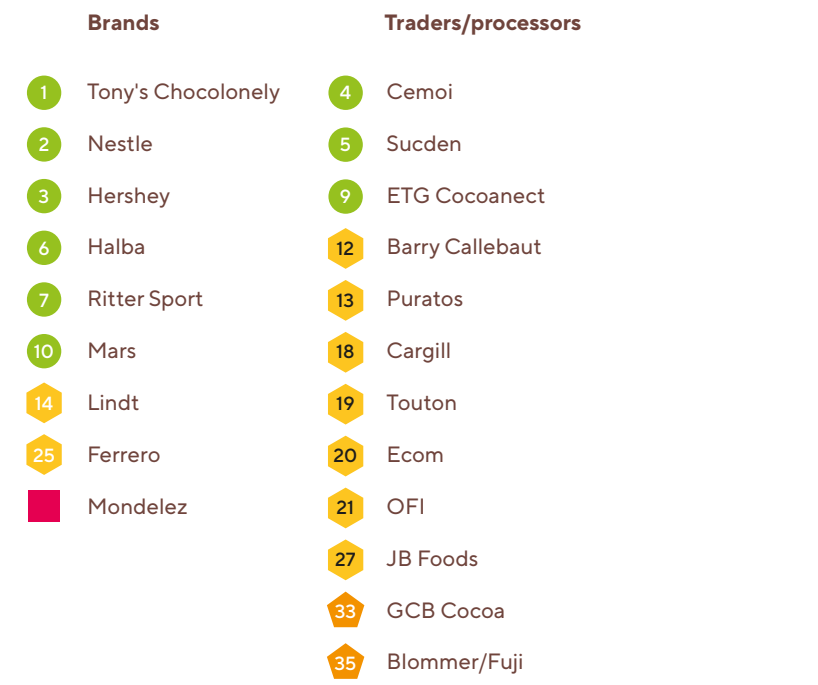 Brands
1 Tony's Chocolonely
2 Nestle
3 Hershey
6 Halba
7 Ritter Sport
10 Mars
14 Lindt
25 Ferrero
Mondelez
Traders/processors
4 Cemoi
5 Sucden
9 ETG Cocoanect
12 Barry Callebaut
13 Puratos
18 Cargill
19 Touton
20 Ecom
21 OFI
27 JB Foods
33 GCB Cocoa
35 Blommer/Fuji